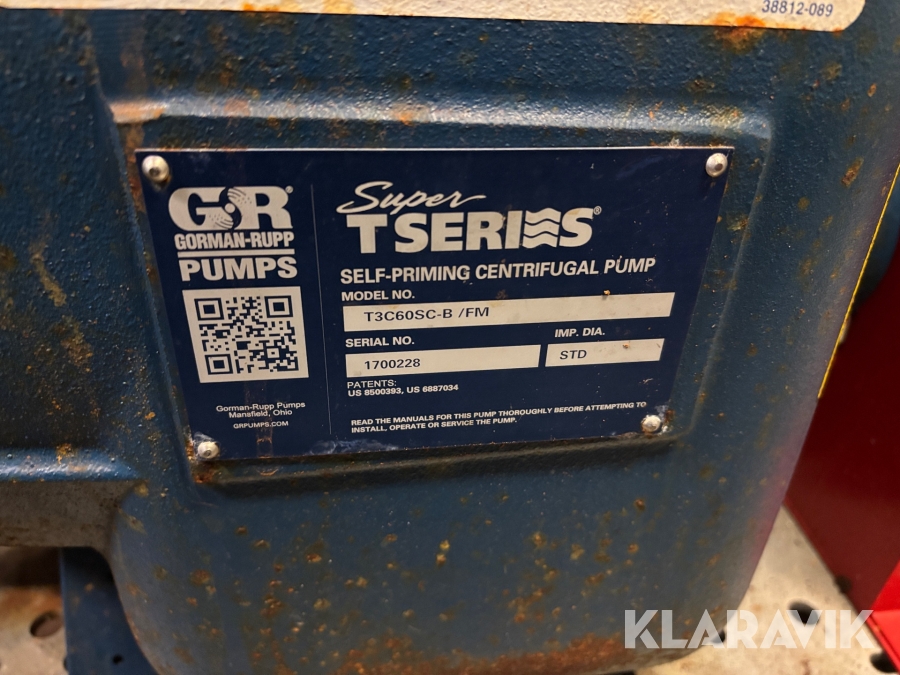 38812-089
GR®
GORMAN-RUPP
PUMPS
Super
T SERIES®
SELF-PRIMING CENTRIFUGAL PUMP
MODEL NO.
T3C60SC-B /FM
SERIAL NO.
IMP. DIA.
1700228
STD
PATENTS:
US 8500393, US 6887034
Gorman-Rupp Pumps
Mansfield, Ohio
GRPUMPS.COM
READ THE MANUALS FOR THIS PUMP THOROUGHLY BEFORE ATTEMPTING TO
INSTALL, OPERATE OR SERVICE THE PUMP.
KLARAVIK